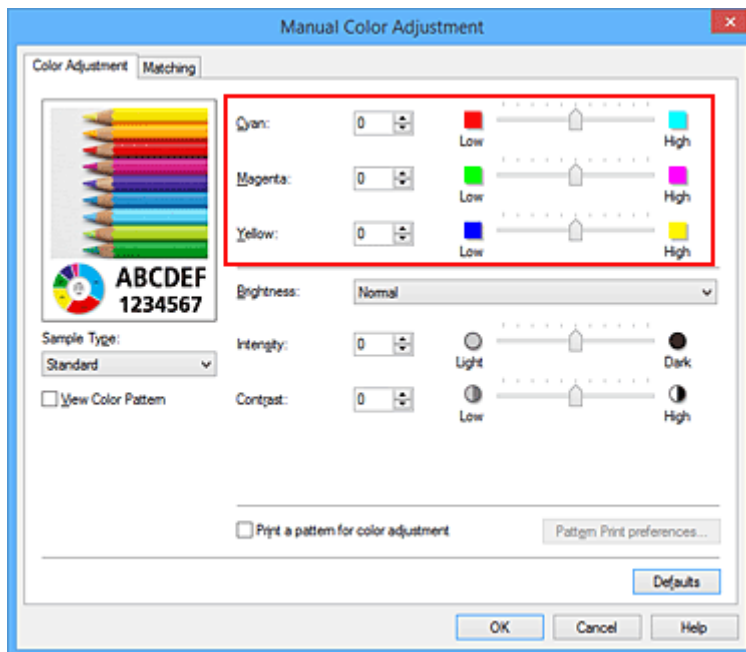 Manual Color Adjustment
Color Adjustment Matching
Cyan: 0 Low High
Magenta: 0 Low High
Yellow: 0 Low High
ABCDEF
1234567
Brightness: Normal
Sample Type:
Standard
Intensity: 0 Light Dark
View Color Pattern
Contrast: 0 Low High
Print a pattern for color adjustment Pattern Print preferences...
Defaults
OK Cancel Help